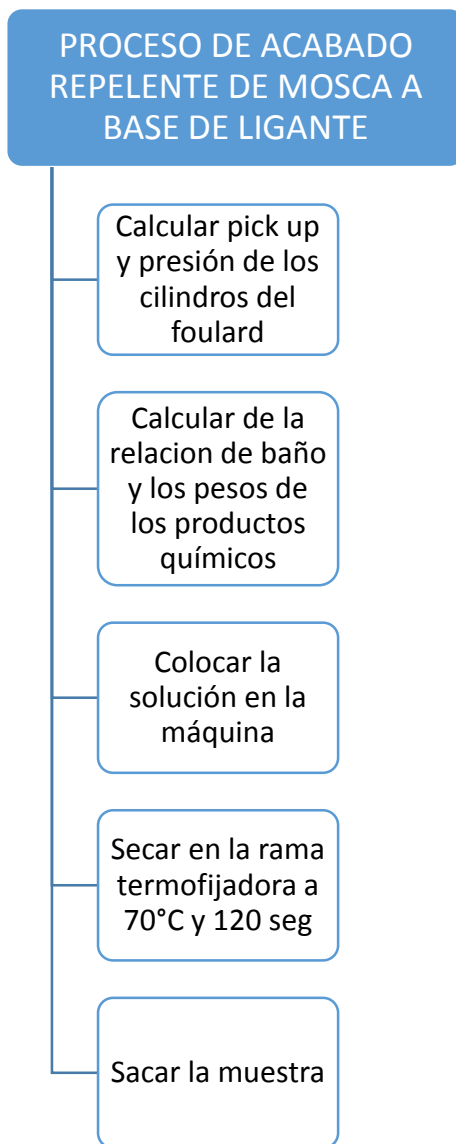 PROCESO DE ACABADO
REPELENTE DE MOSCA A
BASE DE LIGANTE
Calcular pick up
y presión de los
cilindros del
foulard
Calcular de la
relacion de baño
y los pesos de
los productos
químicos
Colocar la
solución en la
máquina
Secar en la rama
termofijadora a
70°C y 120 seg
Sacar la muestra